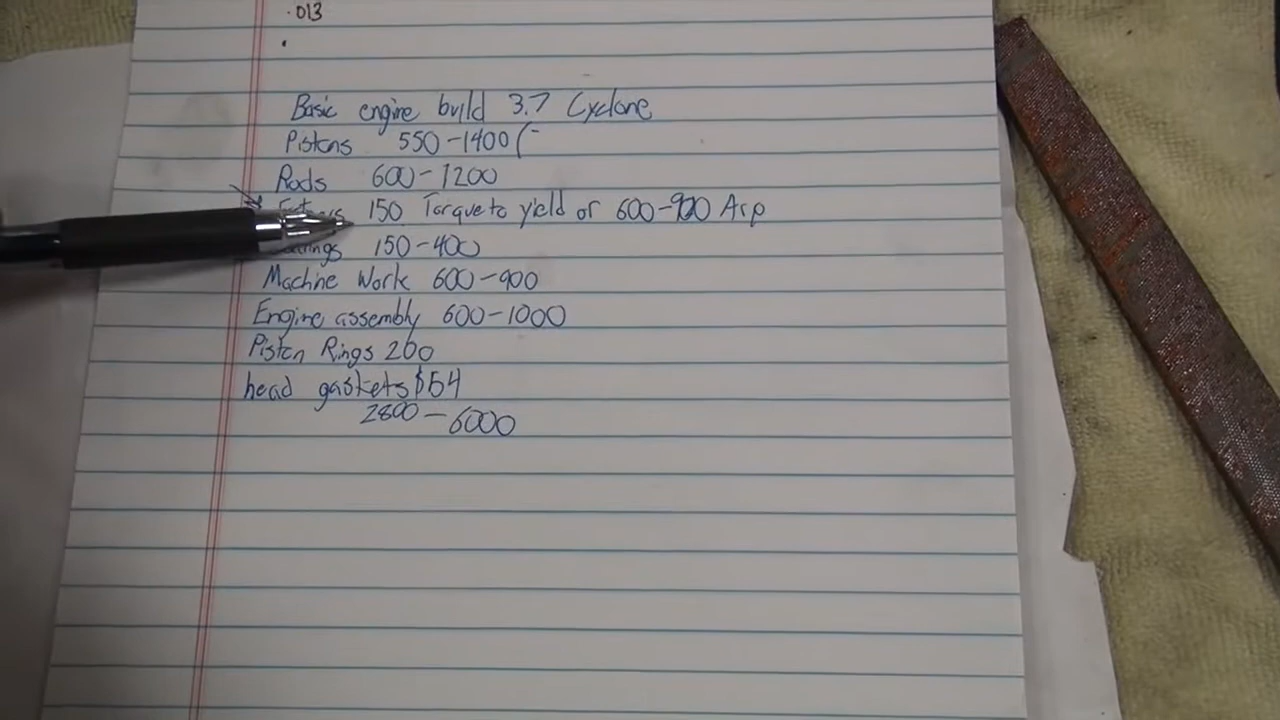 .013
.
Basic engine build 3.7 Cyclone
Pistons 550-1400(-
Rods 600-1200
150 Torque to yield or 600-900 Arp
150-400
Machine Work 600-900
Engine assembly 600-1000
Piston Rings 200
head gaskets $54
2800-6000